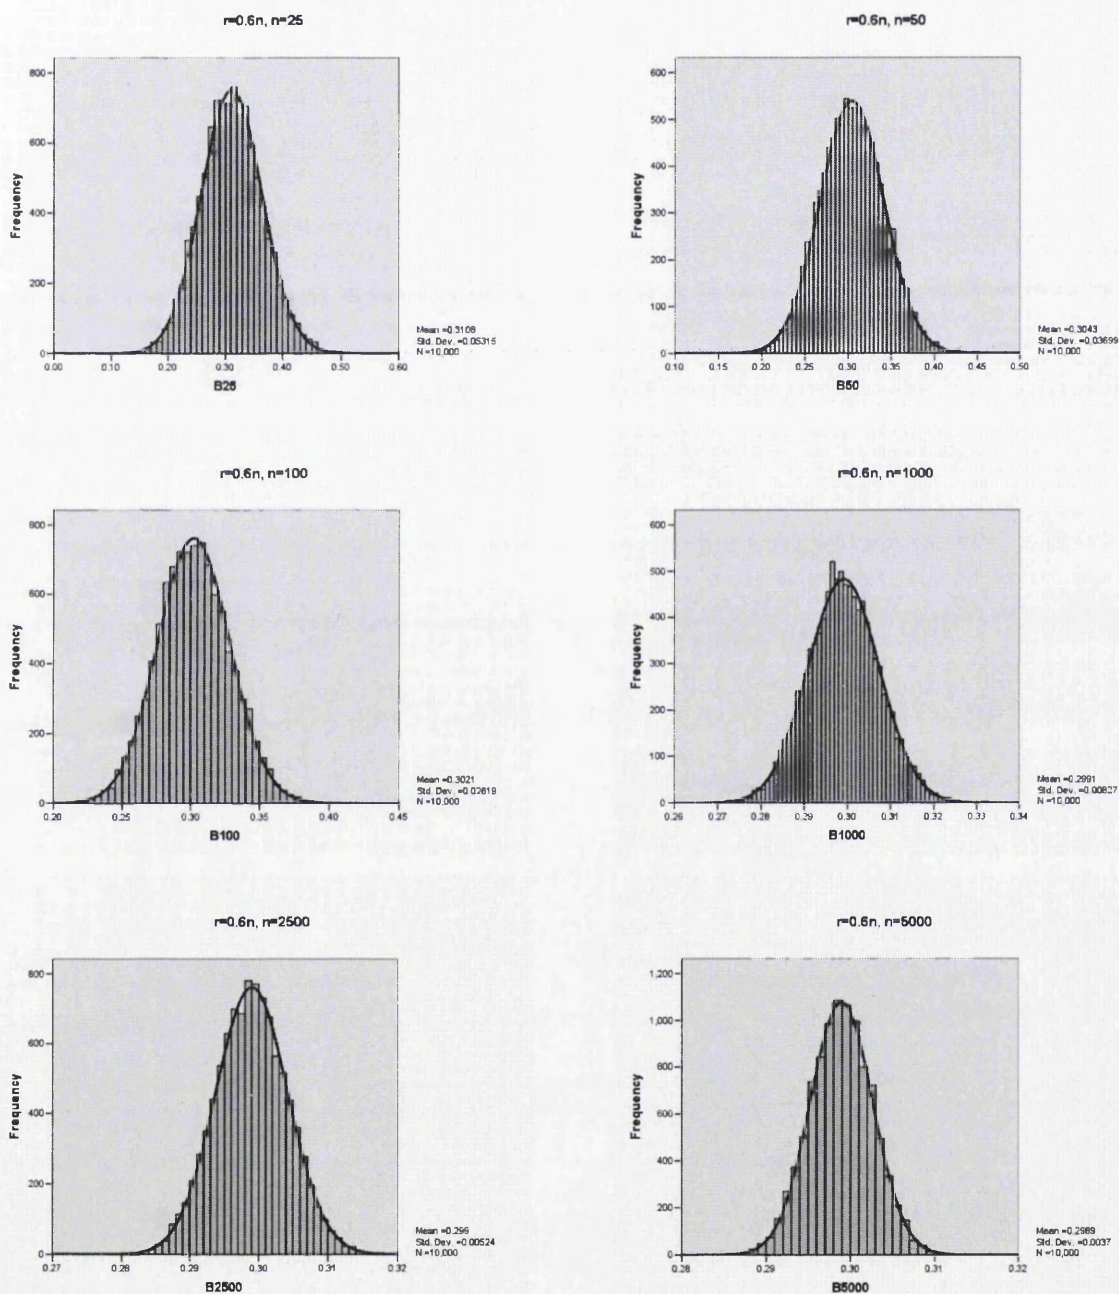 r=0.6n, n=25
800
600
400
200
0
Frequency
0.00 0.10 0.20 0.30 0.40 0.50 0.60
B25
Mean =0.3108
Std. Dev. =0.05315
N =10,000
r=0.6n, n=50
600
500
400
300
200
100
0
Frequency
0.10 0.15 0.20 0.25 0.30 0.35 0.40 0.45 0.50
B50
Mean =0.3043
Std. Dev. =0.03699
N =10,000
r=0.6n, n=100
800
600
400
200
0
Frequency
0.20 0.25 0.30 0.35 0.40 0.45
B100
Mean =0.3021
Std. Dev. =0.02619
N =10,000
r=0.6n, n=1000
600
500
400
300
200
100
0
Frequency
0.26 0.27 0.28 0.29 0.30 0.31 0.32 0.33 0.34
B1000
Mean =0.2991
Std. Dev. =0.00827
N =10,000
r=0.6n, n=2500
800
600
400
200
0
Frequency
0.27 0.28 0.29 0.30 0.31 0.32
B2500
Mean =0.299
Std. Dev. =0.00524
N =10,000
r=0.6n, n=5000
1,200
1,000
800
600
400
200
0
Frequency
0.28 0.29 0.30 0.31 0.32
B5000
Mean =0.2989
Std. Dev. =0.0037
N =10,000